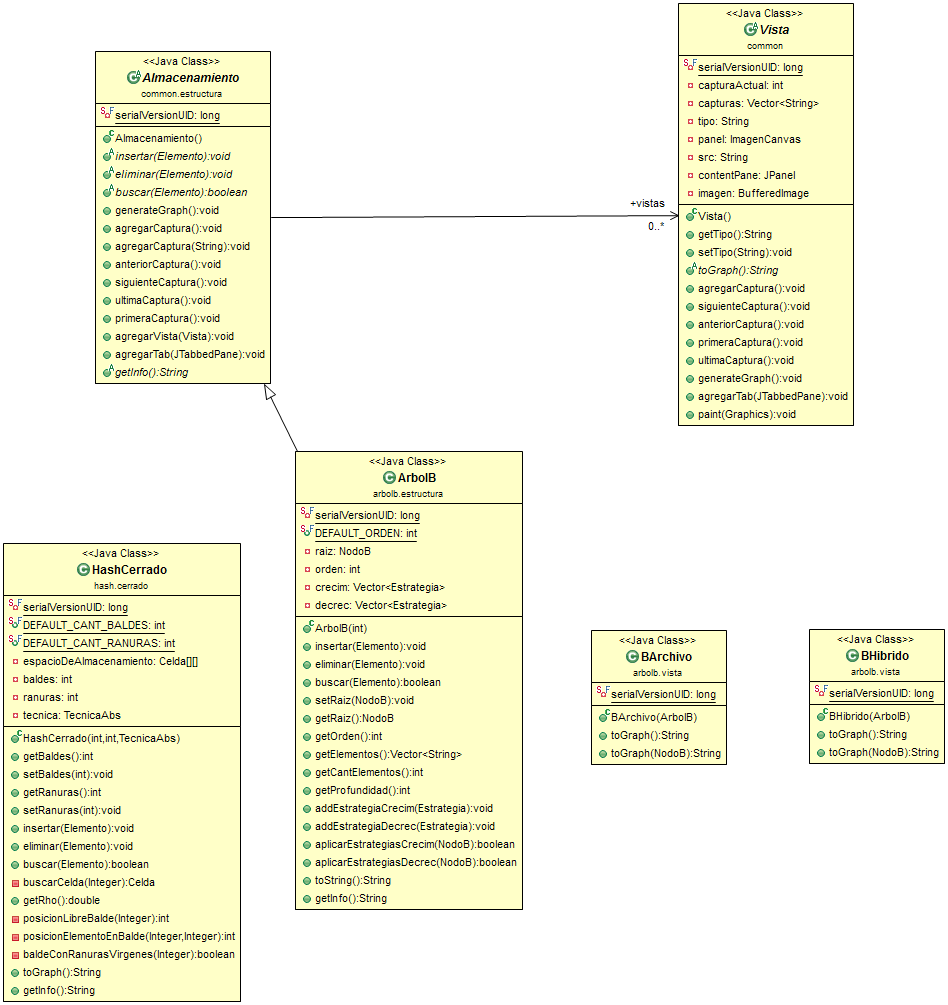 <<Java Class>>
Almacenamiento
common.estructura
serialVersionUID: long
Almacenamiento()
insertar(Elemento):void
eliminar(Elemento):void
buscar(Elemento):boolean
generateGraph():void
agregarCaptura():void
agregarCaptura(String):void
anteriorCaptura():void
siguienteCaptura():void
ultimaCaptura():void
primeraCaptura():void
agregarVista(Vista):void
agregarTab(JTabbedPane):void
getInfo():String
+vistas
0..*
<<Java Class>>
Vista
common
serialVersionUID: long
capturaActual: int
capturas: Vector<String>
tipo: String
panel: ImagenCanvas
src: String
contentPane: JPanel
imagen: BufferedImage
Vista()
getTipo():String
setTipo(String):void
toGraph():String
agregarCaptura():void
siguienteCaptura():void
anteriorCaptura():void
primeraCaptura():void
ultimaCaptura():void
generateGraph():void
agregarTab(JTabbedPane):void
paint(Graphics):void
<<Java Class>>
ArbolB
arbolb.estructura
serialVersionUID: long
DEFAULT_ORDEN: int
raiz: NodoB
orden: int
crecim: Vector<Estrategia>
decrec: Vector<Estrategia>
ArbolB(int)
insertar(Elemento):void
eliminar(Elemento):void
buscar(Elemento):boolean
setRaiz(NodoB):void
getRaiz():NodoB
getOrden():int
getElementos():Vector<String>
getCantElementos():int
getProfundidad():int
addEstrategiaCrecim(Estrategia):void
addEstrategiaDecrec(Estrategia):void
aplicarEstrategiasCrecim(NodoB):boolean
aplicarEstrategiasDecrec(NodoB):boolean
toString():String
getInfo():String
<<Java Class>>
HashCerrado
hash.cerrado
serialVersionUID: long
DEFAULT_CANT_BALDES: int
DEFAULT_CANT_RANURAS: int
espacioDeAlmacenamiento: Celda[][]
baldes: int
ranuras: int
tecnica: TecnicaAbs
HashCerrado(int,int,TecnicaAbs)
getBaldes():int
setBaldes(int):void
getRanuras():int
setRanuras(int):void
insertar(Elemento):void
eliminar(Elemento):void
buscar(Elemento):boolean
buscarCelda(Integer):Celda
getRho():double
posicionLibreBalde(Integer):int
posicionElementoEnBalde(Integer,Integer):int
baldeConRanurasVirgenes(Integer):boolean
toGraph():String
getInfo():String
<<Java Class>>
BArchivo
arbolb.vista
serialVersionUID: long
BArchivo(ArbolB)
toGraph():String
toGraph(NodoB):String
<<Java Class>>
BHibrido
arbolb.vista
serialVersionUID: long
BHibrido(ArbolB)
toGraph():String
toGraph(NodoB):String